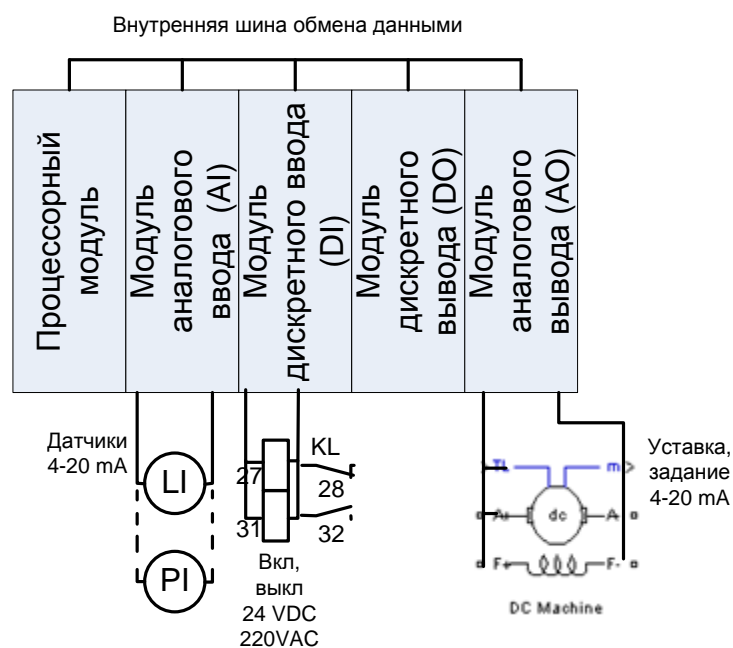 Внутренняя шина обмена данными
Процессорный
модуль
Модуль
аналогового
ввода (AI)
Модуль
дискретного ввода
(DI)
Модуль
дискретного
вывода (DO)
Модуль
аналогового
вывода (AO)
Датчики
4-20 mA
LI
PI
27
31
KL
28
32
Вкл,
выкл
24 VDC
220VAC
TL
m
A+
dc
A-
F+
F-
DC Machine
Уставка,
задание
4-20 mA